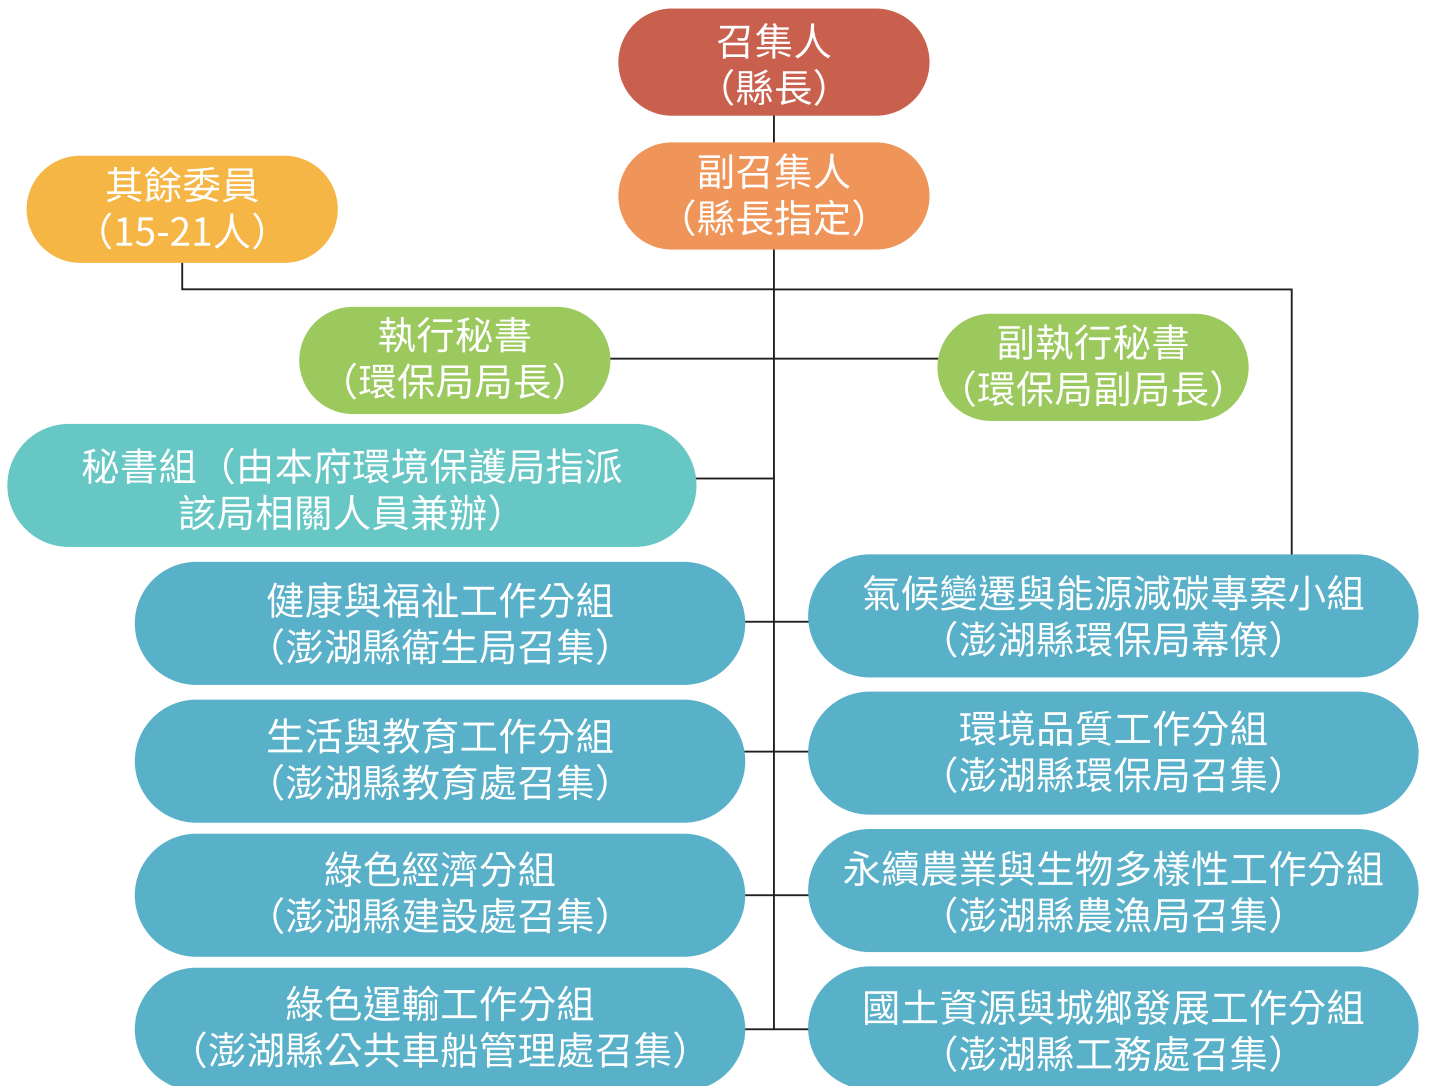 召集人
（縣長）
副召集人
（縣長指定）
其餘委員
（15-21人）
執行秘書
（環保局局長）
副執行秘書
（環保局副局長）
秘書組（由本府環境保護局指派
該局相關人員兼辦）
健康與福祉工作分組
（澎湖縣衛生局召集）
氣候變遷與能源減碳專案小組
（澎湖縣環保局幕僚）
生活與教育工作分組
（澎湖縣教育處召集）
環境品質工作分組
（澎湖縣環保局召集）
綠色經濟分組
（澎湖縣建設處召集）
永續農業與生物多樣性工作分組
（澎湖縣農漁局召集）
綠色運輸工作分組
（澎湖縣公共車船管理處召集）
國土資源與城鄉發展工作分組
（澎湖縣工務處召集）